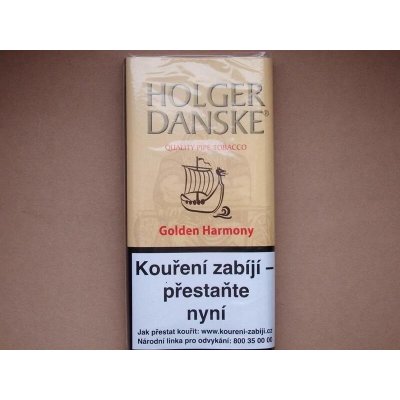 HOLGER
DANSKE®
QUALITY PIPE TOBACCO
Golden Harmony
Kouření zabíjí –
přestaňte
nyní
Jak přestat kouřit: www.koureni-zabiji.cz
Národní linka pro odvykání: 800 35 00 00